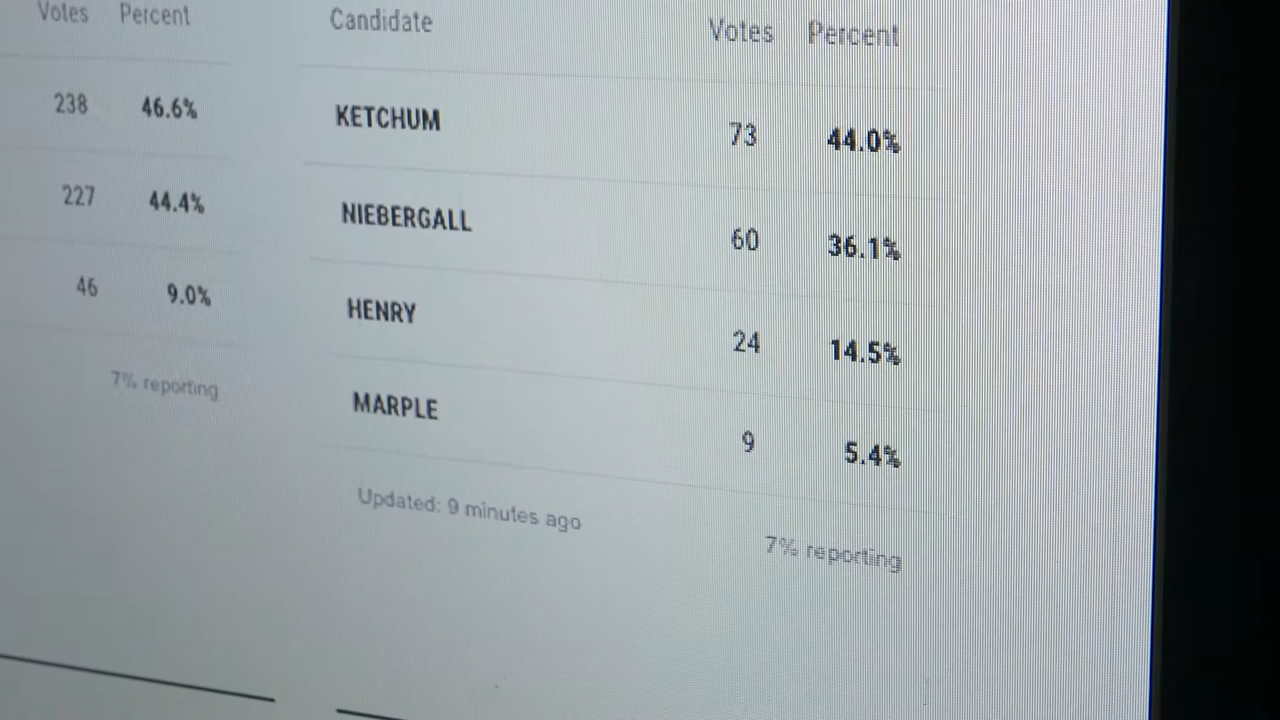 Votes Percent
238 46.6%
227 44.4%
46 9.0%
7% reporting
Candidate Votes Percent
KETCHUM 73 44.0%
NIEBERGALL 60 36.1%
HENRY 24 14.5%
MARPLE 9 5.4%
Updated: 9 minutes ago
7% reporting